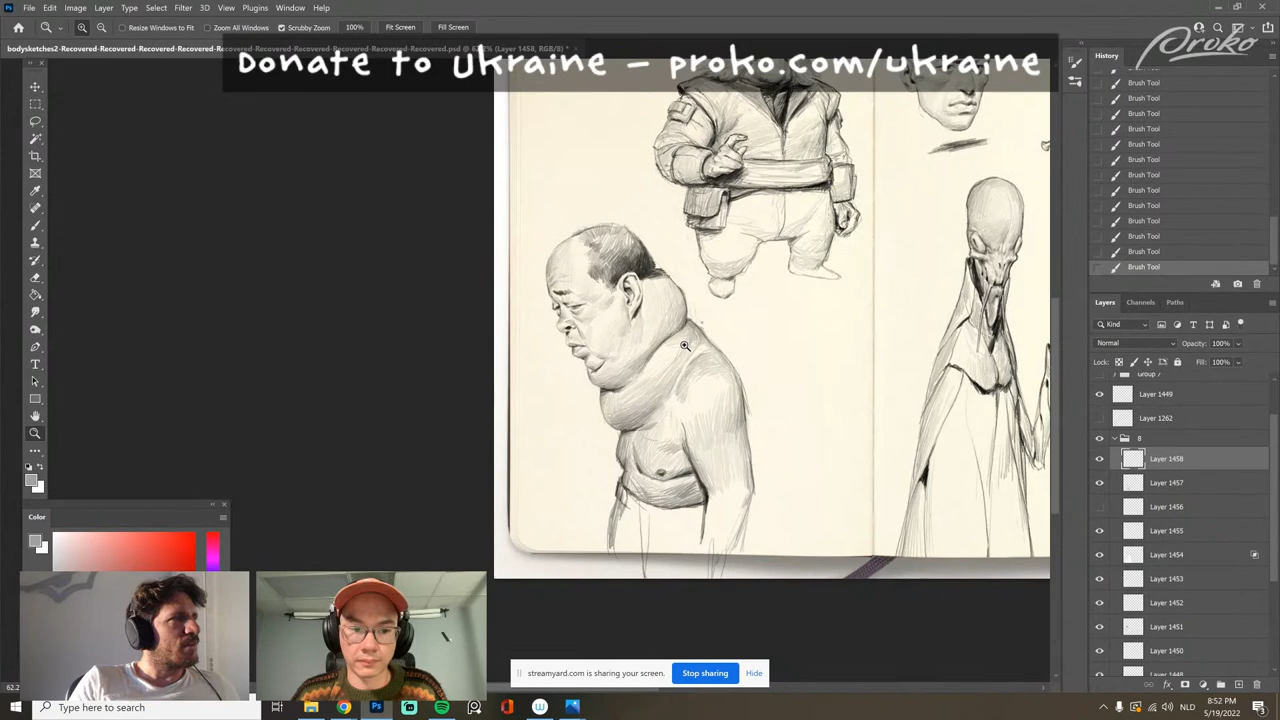 File Edit Image Layer Type Select Filter 3D View Plugins Window Help
Resize Windows to Fit Zoom All Windows Scrubby Zoom 100% Fit Screen Fill Screen
Proko
Donate to Ukraine - proko.com/ukraine
History
Brush Tool
Brush Tool
Brush Tool
Brush Tool
Brush Tool
Brush Tool
Brush Tool
Brush Tool
Brush Tool
Brush Tool
Brush Tool
Brush Tool
Brush Tool
Layers Channels Paths
Kind
Normal Opacity: 100%
Lock: Fill: 100%
Group 7
Layer 1449
Layer 1262
8
Layer 1458
Layer 1457
Layer 1456
Layer 1455
Layer 1454
Layer 1453
Layer 1452
Layer 1451
Layer 1450
Color
streamyard.com is sharing your screen. Stop sharing Hide
62.2
Type here to search
NLD
8:52 PM
5/19/2022